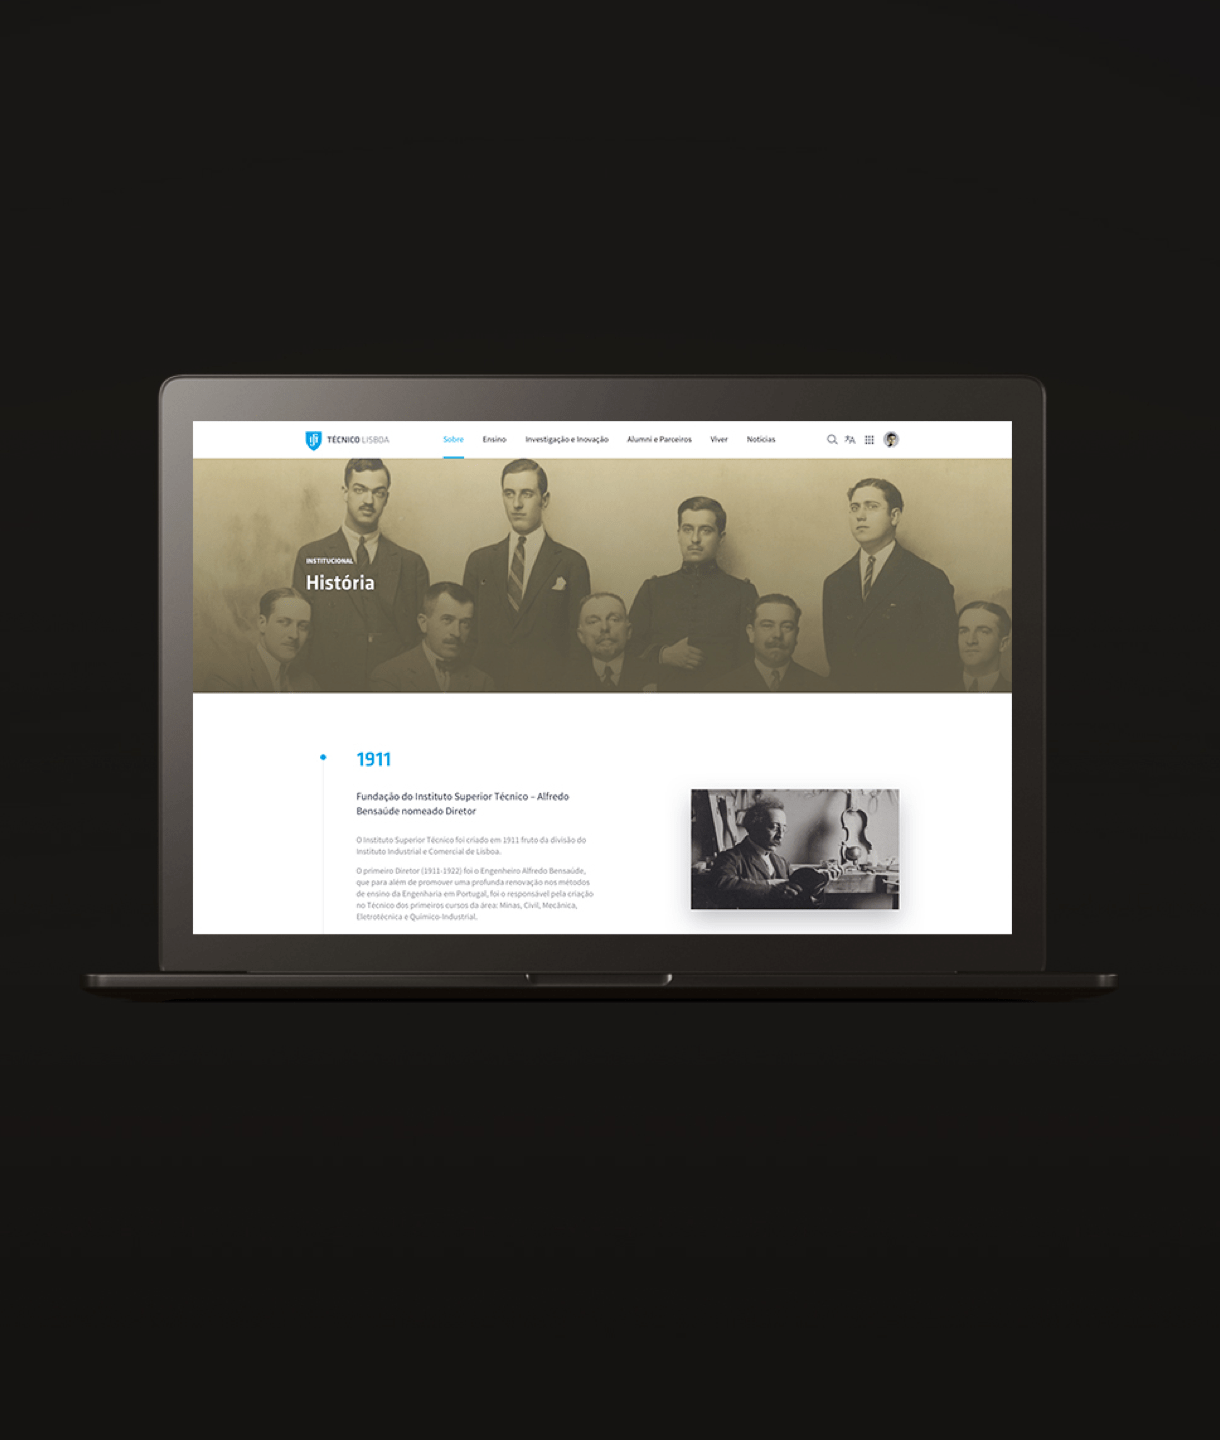 TÉCNICO LISBOA
Sobre Ensino Investigação e Inovação Alumni e Parceiros Viver Notícias
INSTITUCIONAL
História
1911
Fundação do Instituto Superior Técnico – Alfredo
Bensaúde nomeado Diretor
O Instituto Superior Técnico foi criado em 1911 fruto da divisão do
Instituto Industrial e Comercial de Lisboa.
O primeiro Diretor (1911-1922) foi o Engenheiro Alfredo Bensaúde,
que para além de promover uma profunda renovação nos métodos
de ensino da Engenharia em Portugal, foi o responsável pela criação
no Técnico dos primeiros cursos da área: Minas, Civil, Mecânica,
Eletrotécnica e Químico-Industrial.